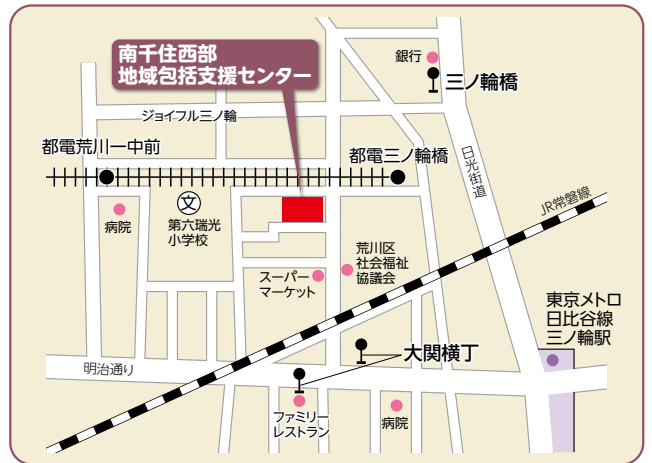 南千住西部
地域包括支援センター
銀行
三ノ輪橋
ジョイフル三ノ輪
都電荒川一中前
都電三ノ輪橋
日光街道
文
病院
第六瑞光
小学校
JR常磐線
荒川区
社会福祉
協議会
スーパー
マーケット
東京メトロ
日比谷線
三ノ輪駅
大関横丁
明治通り
ファミリー
レストラン
病院